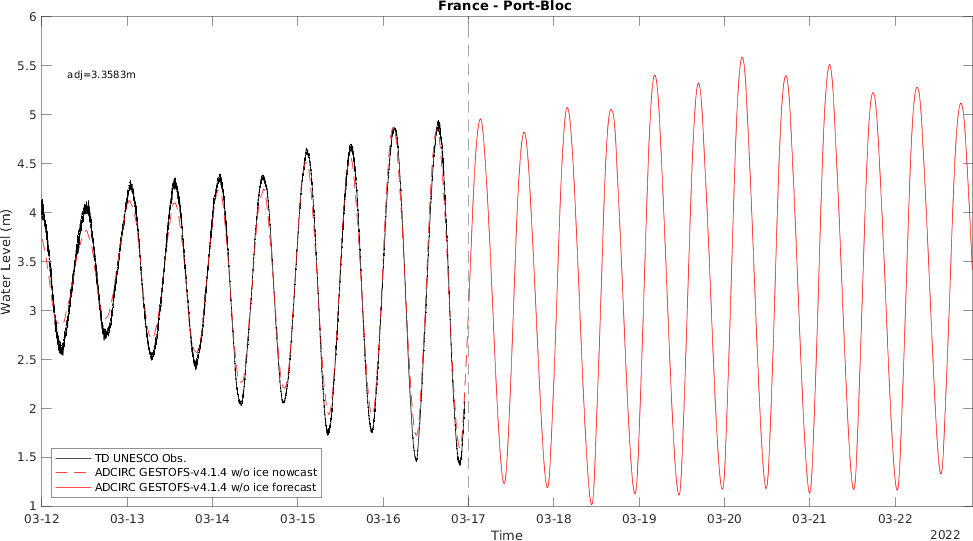 France - Port-Bloc
6
5.5
5
4.5
4
3.5
3
2.5
2
1.5
1
Water Level (m)
adj=3.3583m
TD UNESCO Obs.
ADCIRC GESTOFS-v4.1.4 w/o ice nowcast
ADCIRC GESTOFS-v4.1.4 w/o ice forecast
03-12 03-13 03-14 03-15 03-16 03-17 03-18 03-19 03-20 03-21 03-22
Time
2022